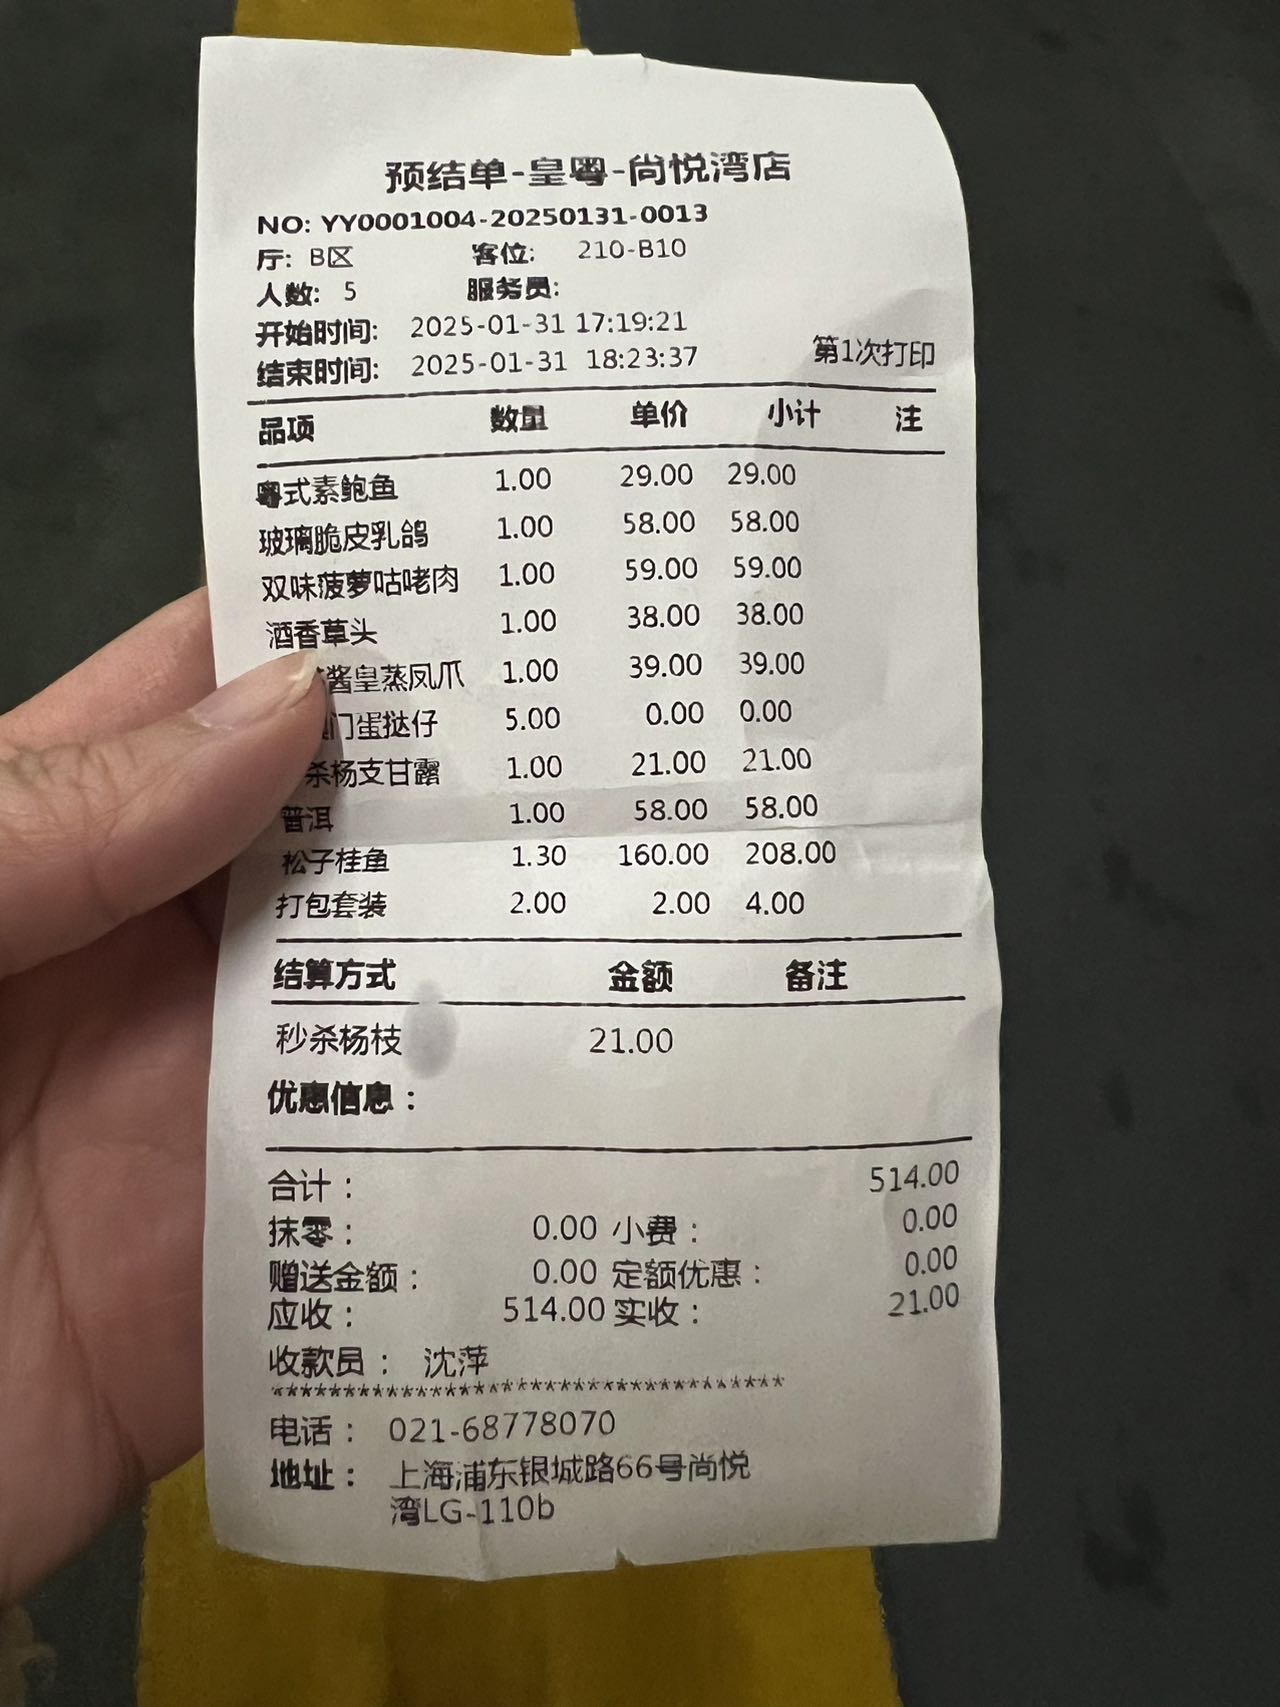 预结单-皇粤-尚悦湾店
NO: YY0001004-20250131-0013
厅: B区 客位: 210-B10
人数: 5 服务员:
开始时间: 2025-01-31 17:19:21
结束时间: 2025-01-31 18:23:37 第1次打印
品项 数量 单价 小计 注
粤式素鲍鱼 1.00 29.00 29.00
玻璃脆皮乳鸽 1.00 58.00 58.00
双味菠萝咕咾肉 1.00 59.00 59.00
酒香草头 1.00 38.00 38.00
酱皇蒸凤爪 1.00 39.00 39.00
门蛋挞仔 5.00 0.00 0.00
杀杨支甘露 1.00 21.00 21.00
普洱 1.00 58.00 58.00
松子桂鱼 1.30 160.00 208.00
打包套装 2.00 2.00 4.00
结算方式 金额 备注
秒杀杨枝 21.00
优惠信息：
合计： 514.00
抹零： 0.00 小费： 0.00
赠送金额： 0.00 定额优惠： 0.00
应收： 514.00 实收： 21.00
收款员： 沈萍
************************************
电话： 021-68778070
地址： 上海浦东银城路66号尚悦
湾LG-110b